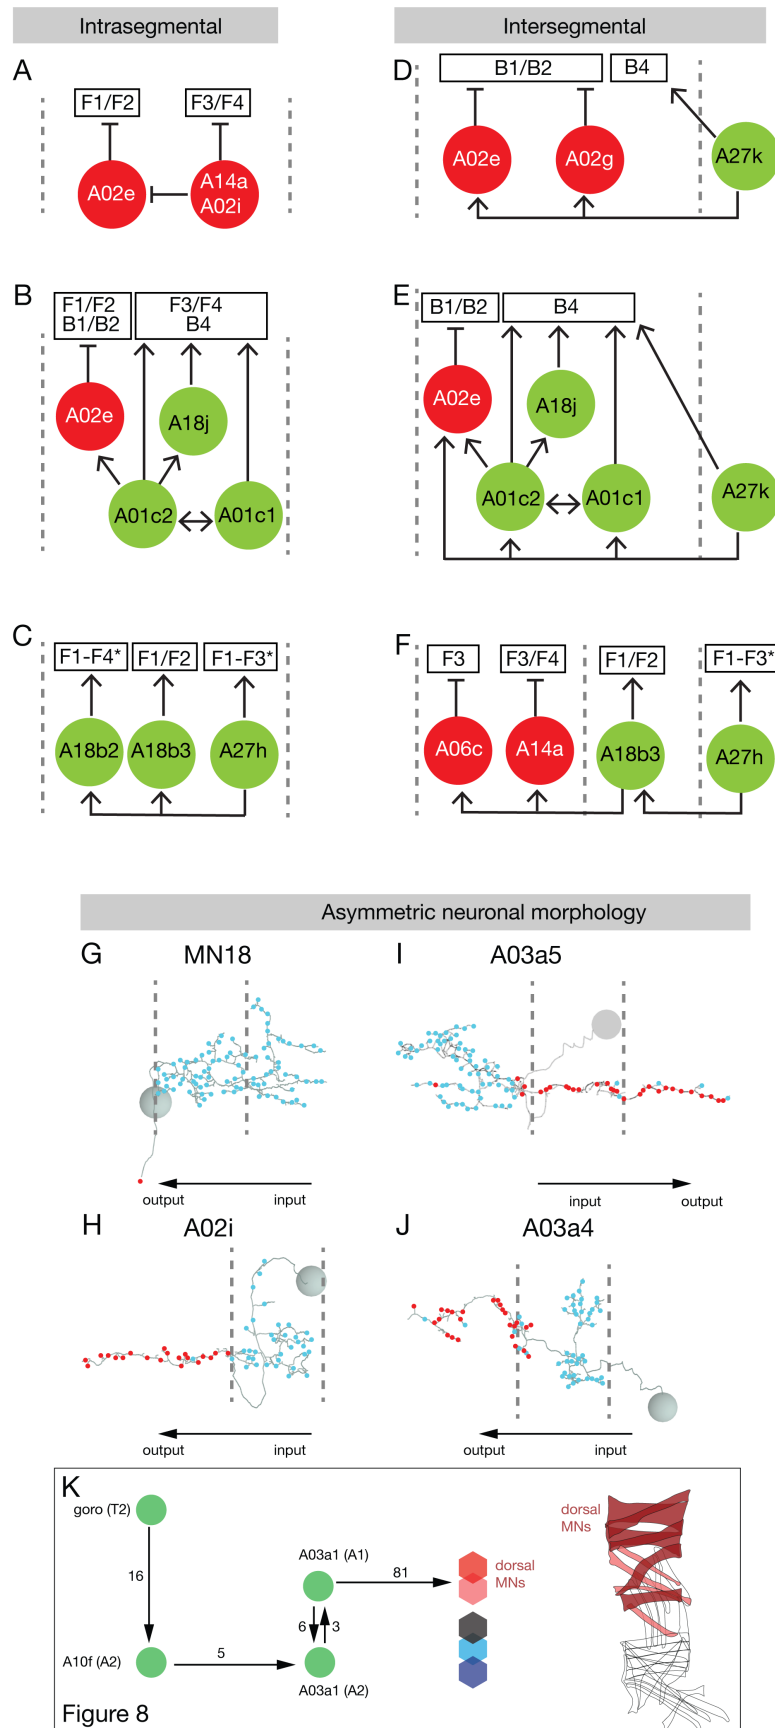 Intrasegmental
Intersegmental
A
F1/F2
F3/F4
A02e
A14a
A02i
D
B1/B2
B4
A02e
A02g
A27k
B
F1/F2
B1/B2
F3/F4
B4
A02e
A18j
A01c2
A01c1
E
B1/B2
B4
A02e
A18j
A01c2
A01c1
A27k
C
F1-F4*
F1/F2
F1-F3*
A18b2
A18b3
A27h
F
F3
F3/F4
F1/F2
F1-F3*
A06c
A14a
A18b3
A27h
Asymmetric neuronal morphology
G
MN18
output
input
I
A03a5
input
output
H
A02i
output
input
J
A03a4
output
input
K
goro (T2)
16
A10f (A2)
5
A03a1 (A1)
6
3
A03a1 (A2)
81
dorsal
MNs
dorsal
MNs
Figure 8